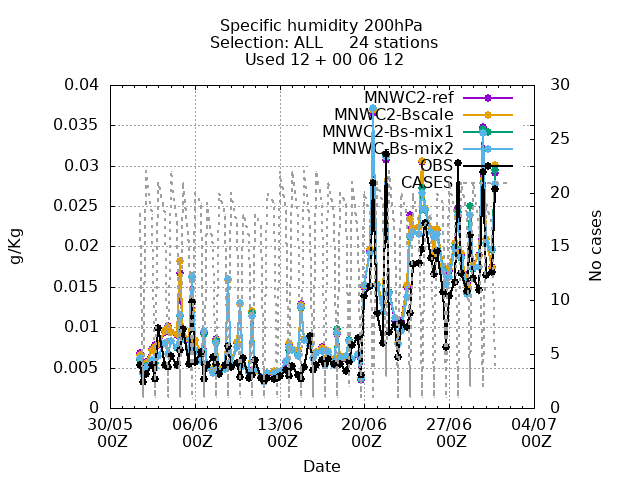 Specific humidity 200hPa
Selection: ALL 24 stations
Used 12 + 00 06 12
0.04
0.035
0.03
0.025
0.02
0.015
0.01
0.005
0
g/Kg
30
25
20
15
10
5
0
No cases
MNWC2-ref
MNWC2-Bscale
MNWC2-Bs-mix1
MNWC-Bs-mix2
OBS
CASES
30/05 06/06 13/06 20/06 27/06 04/07
00Z 00Z 00Z 00Z 00Z 00Z
Date